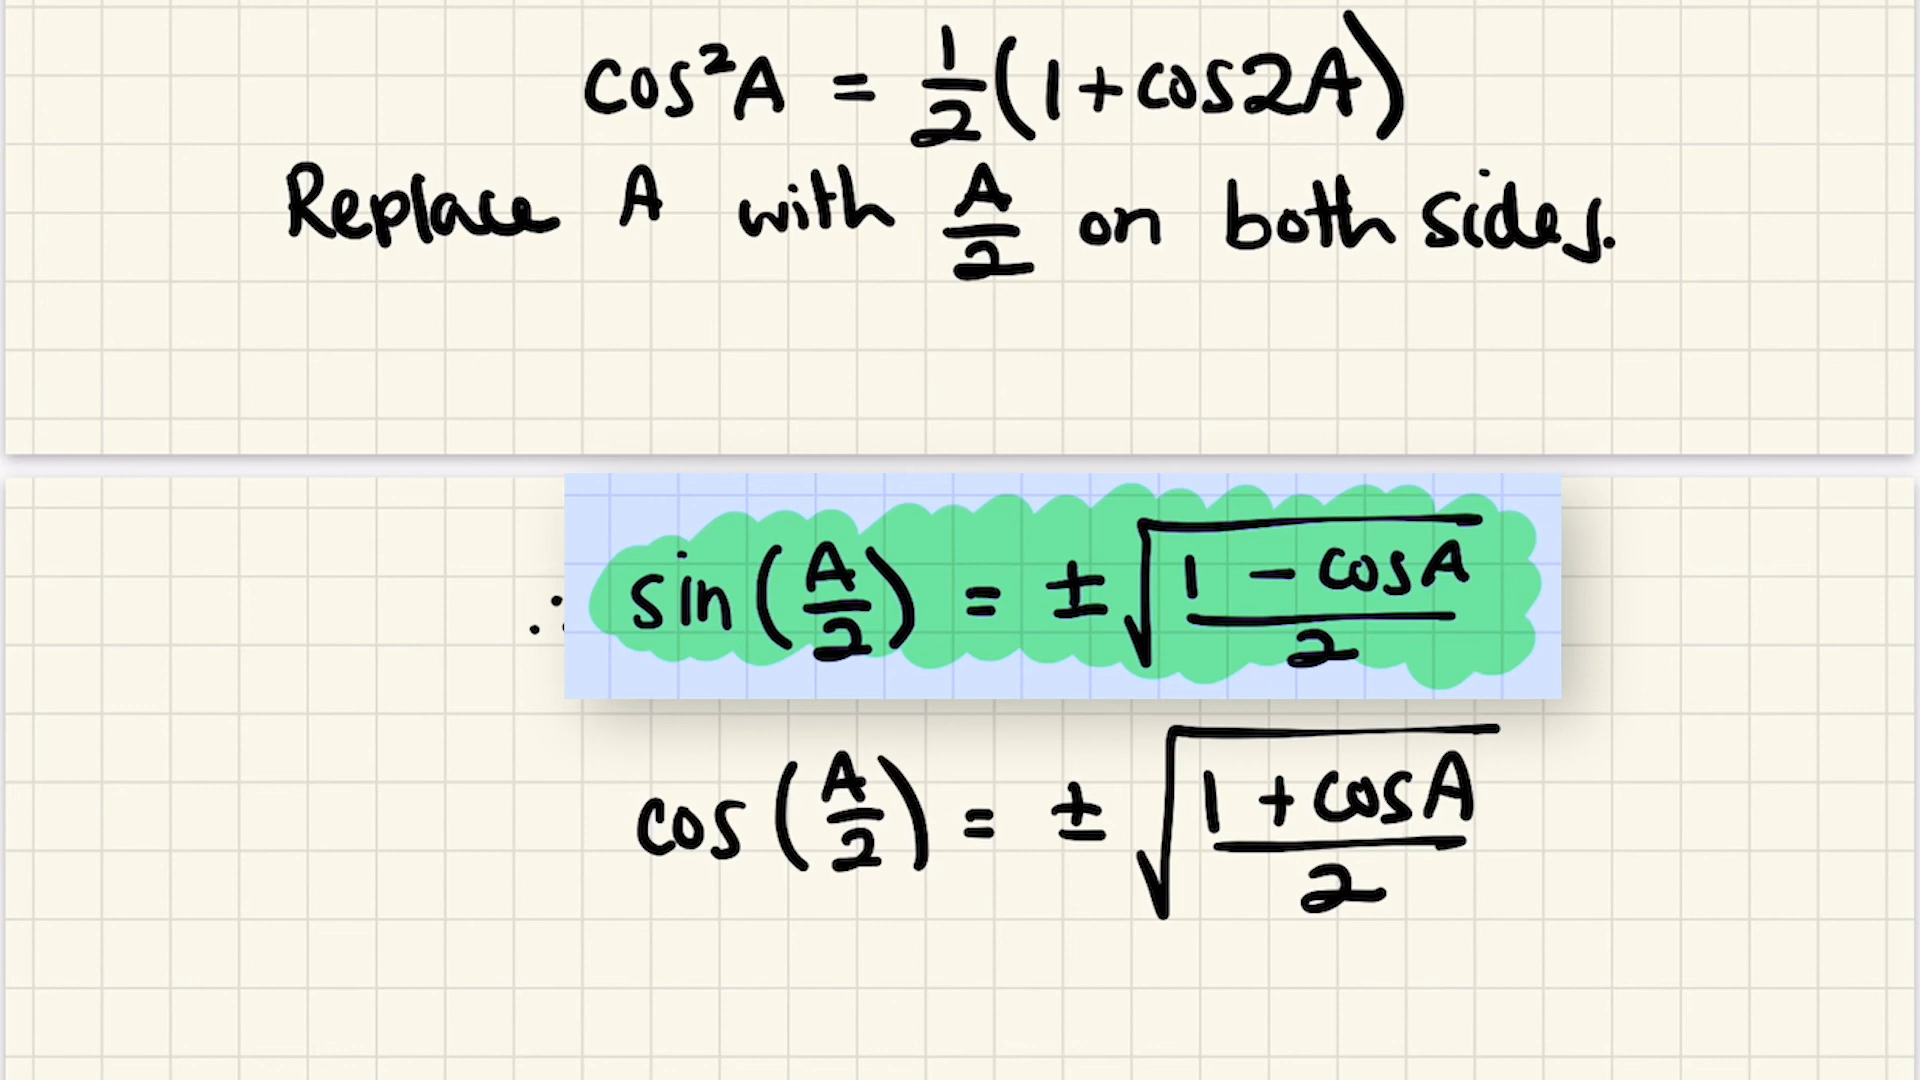 cos²A = 1/2 (1 + cos2A)
Replace A with A/2 on both sides.
∴ sin(A/2) = ± √((1 - cosA)/2)
cos(A/2) = ± √((1 + cosA)/2)